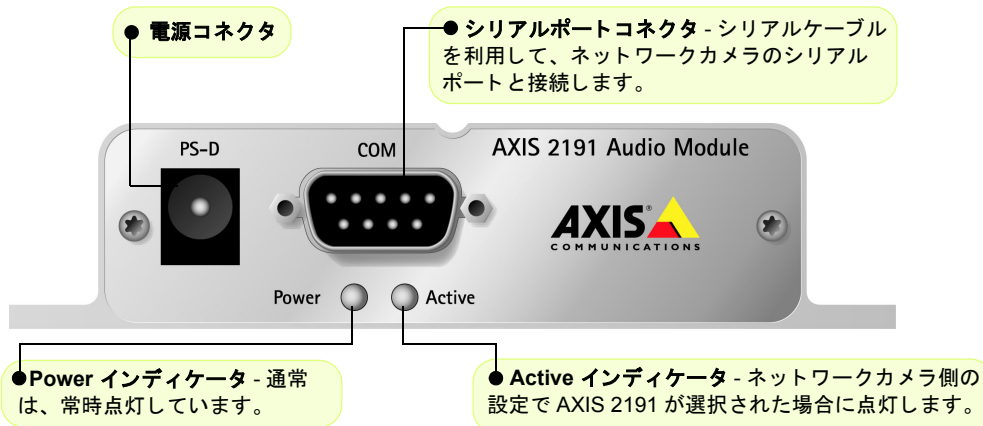 ● 電源コネクタ
● シリアルポートコネクタ - シリアルケーブル
を利用して、ネットワークカメラのシリアル
ポートと接続します。
PS-D
COM
AXIS 2191 Audio Module
AXIS®
COMMUNICATIONS
Power
Active
●Power インディケータ - 通常
は、常時点灯しています。
● Active インディケータ - ネットワークカメラ側の
設定で AXIS 2191 が選択された場合に点灯します。